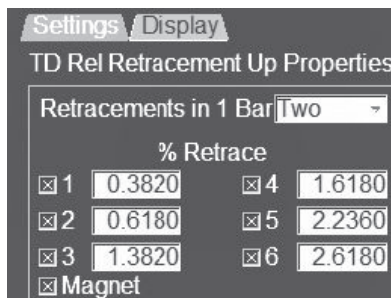 Settings Display
TD Rel Retracement Up Properties
Retracements in 1 Bar Two
% Retrace
1 0.3820 4 1.6180
2 0.6180 5 2.2360
3 1.3820 6 2.6180
Magnet